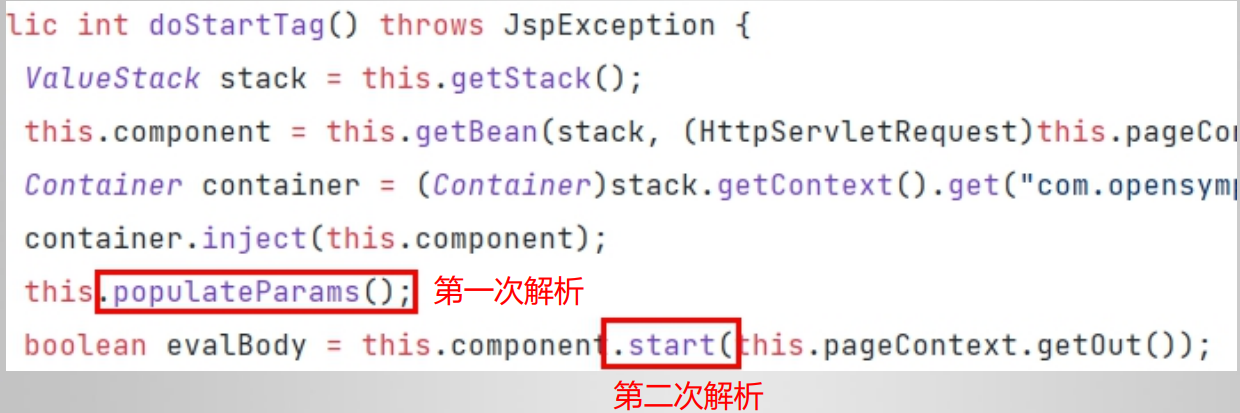 lic int doStartTag() throws JspException {
ValueStack stack = this.getStack();
this.component = this.getBean(stack, (HttpServletRequest)this.pageCon
Container container = (Container)stack.getContext().get("com.opensymp
container.inject(this.component);
this.populateParams(); 第一次解析
boolean evalBody = this.component.start(this.pageContext.getOut());
第二次解析